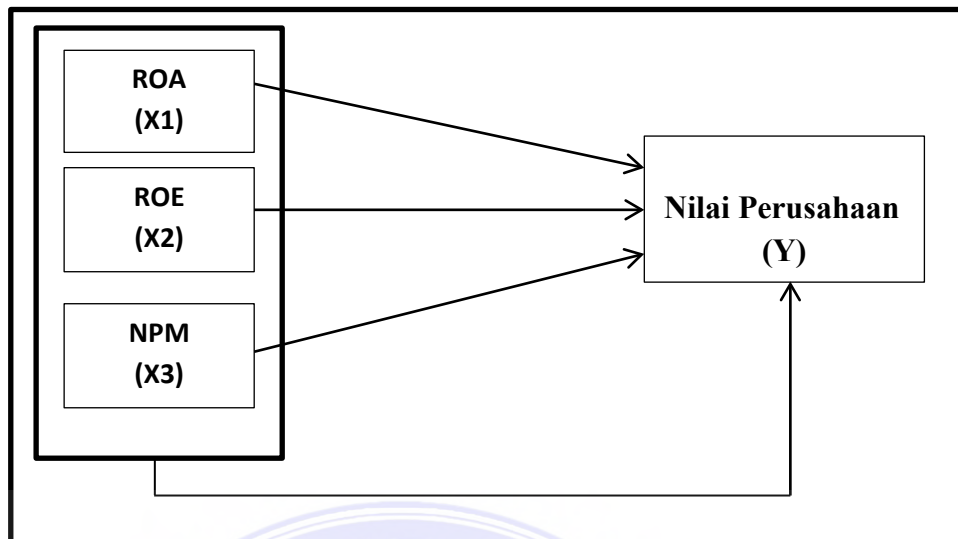 ROA
(X1)
ROE
(X2)
NPM
(X3)
Nilai Perusahaan
(Y)